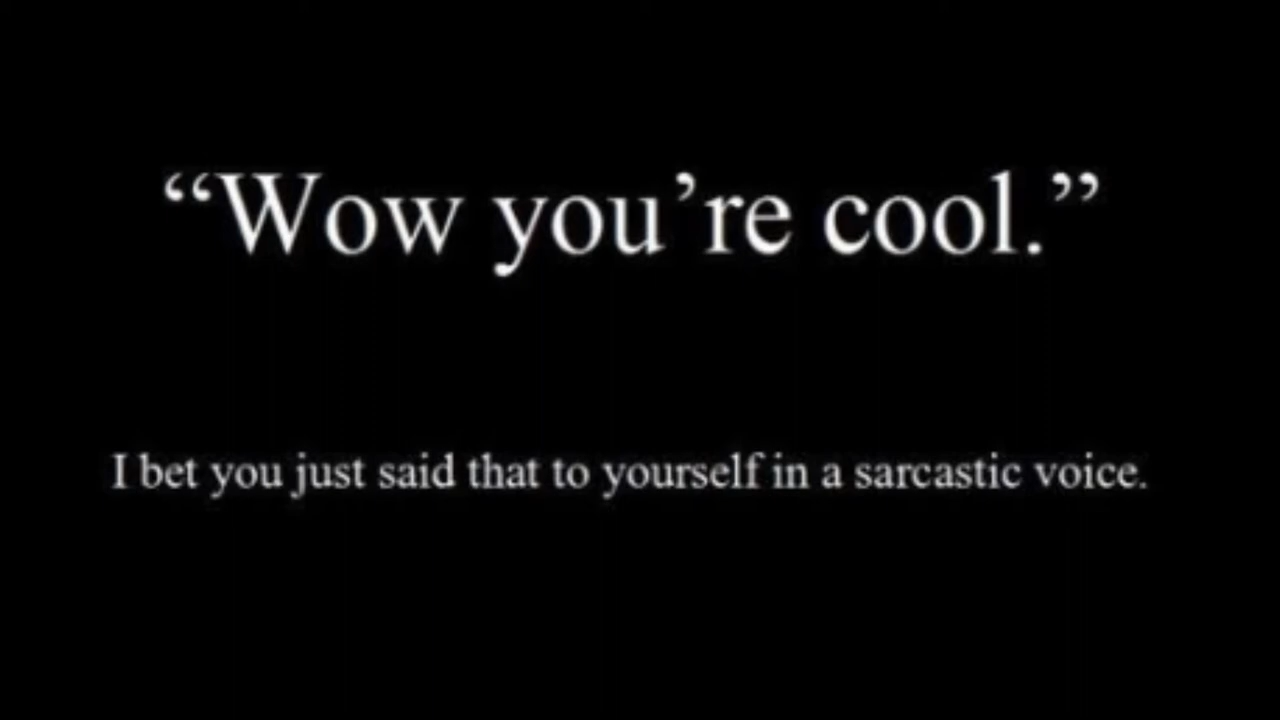 “Wow you’re cool.”
I bet you just said that to yourself in a sarcastic voice.